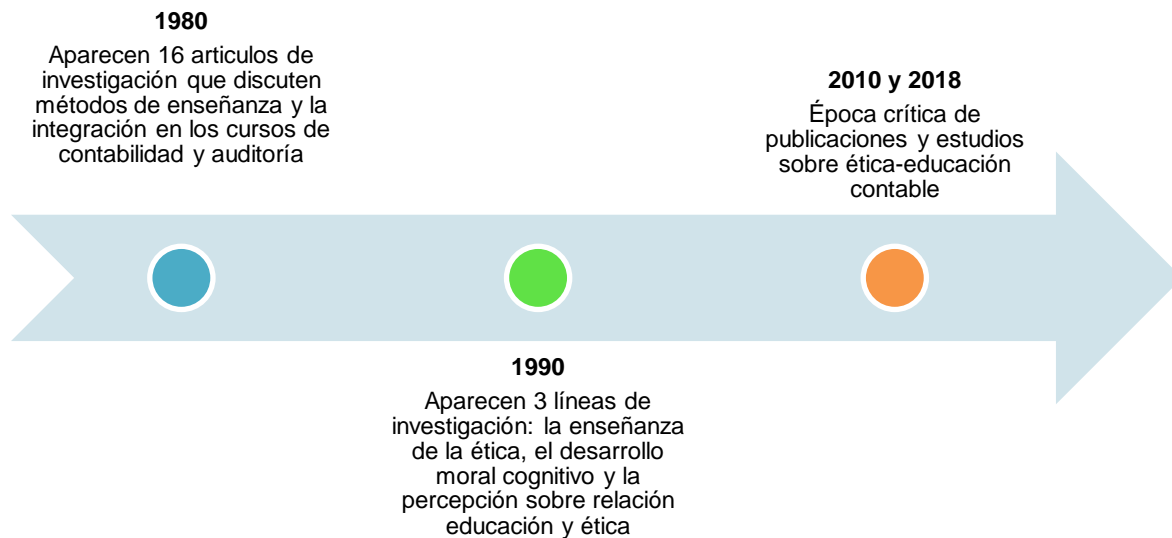 1980
Aparecen 16 articulos de
investigación que discuten
métodos de enseñanza y la
integración en los cursos de
contabilidad y auditoría
1990
Aparecen 3 líneas de
investigación: la enseñanza
de la ética, el desarrollo
moral cognitivo y la
percepción sobre relación
educación y ética
2010 y 2018
Época crítica de
publicaciones y estudios
sobre ética-educación
contable